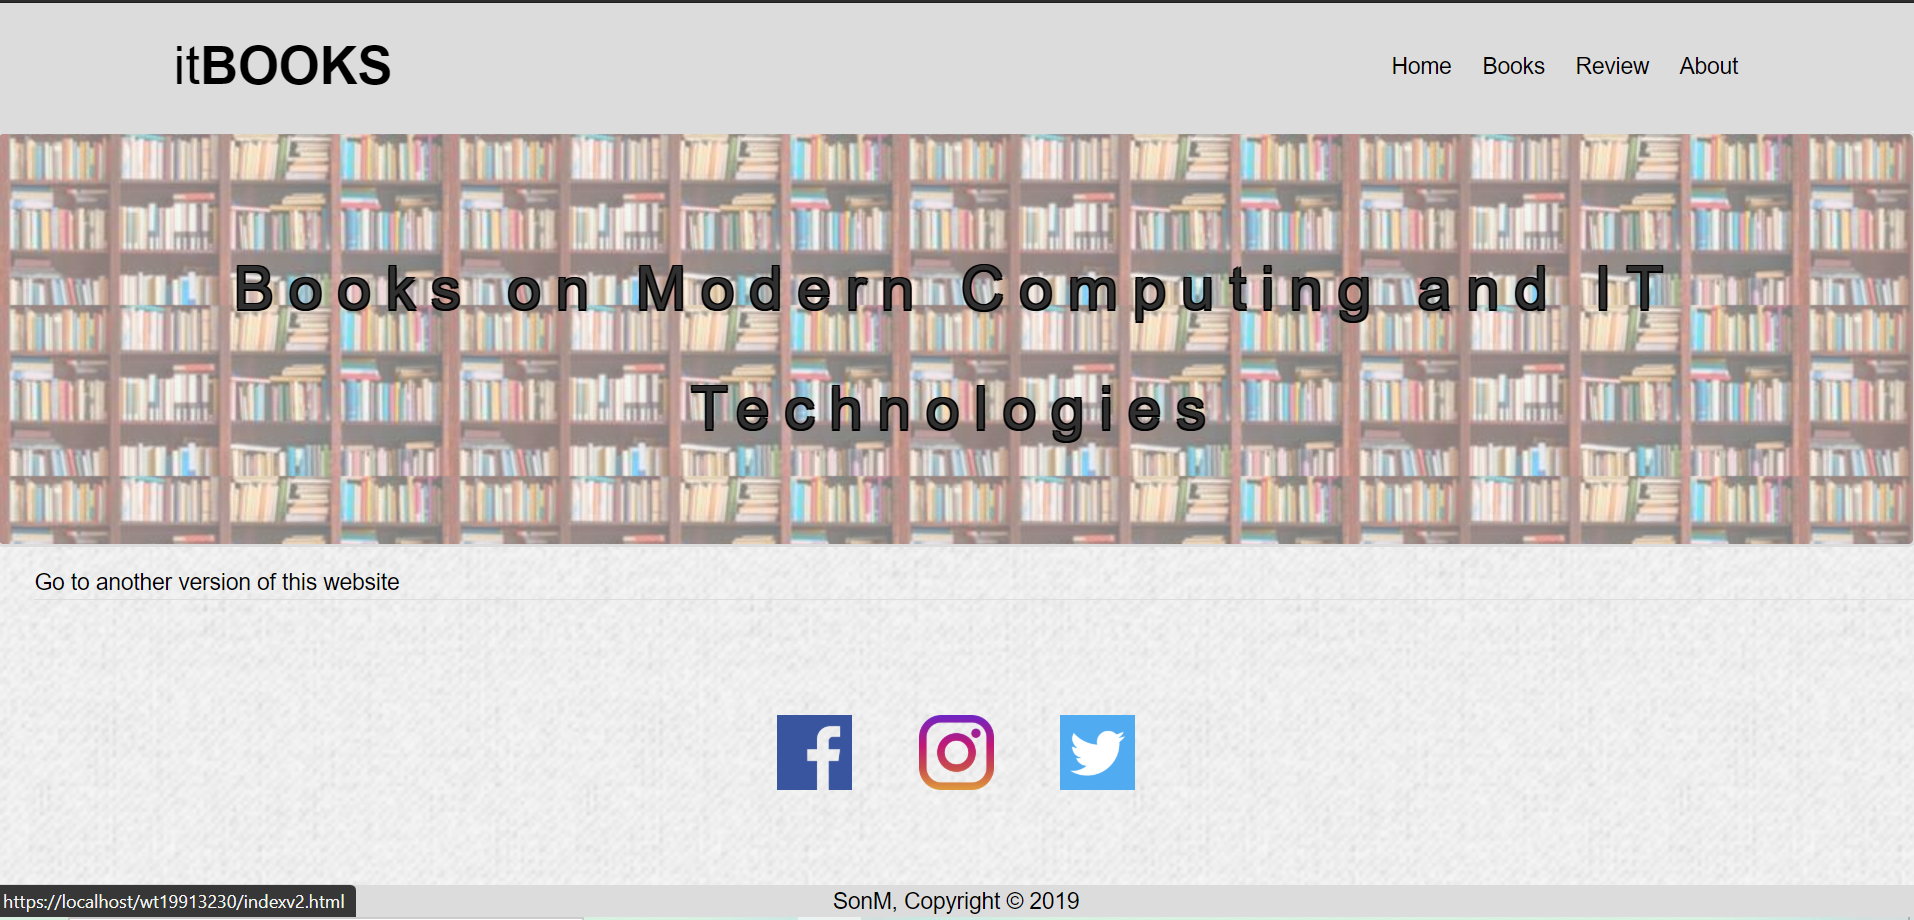 itBOOKS
Home Books Review About
Books on Modern Computing and IT
Technologies
Go to another version of this website
SonM, Copyright © 2019
https://localhost/wt19913230/indexv2.html